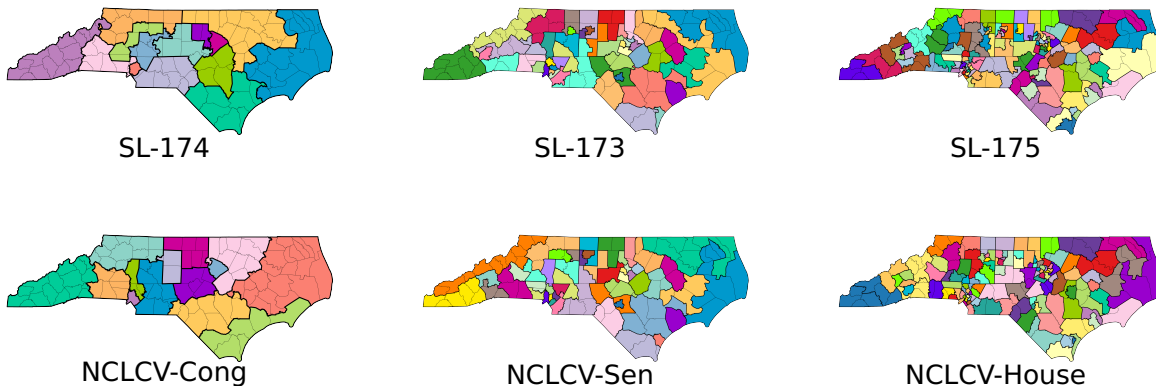 SL-174
SL-173
SL-175
NCLCV-Cong
NCLCV-Sen
NCLCV-House